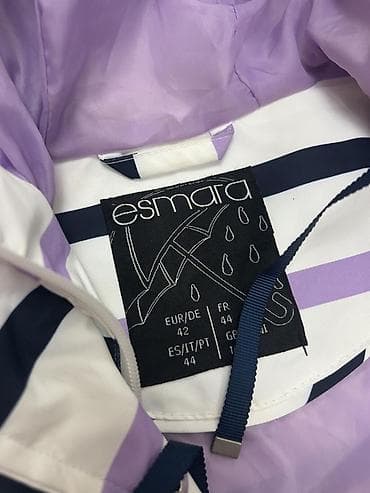 esmara
EUR/DE FR
42 44
ES/IT/PT
44